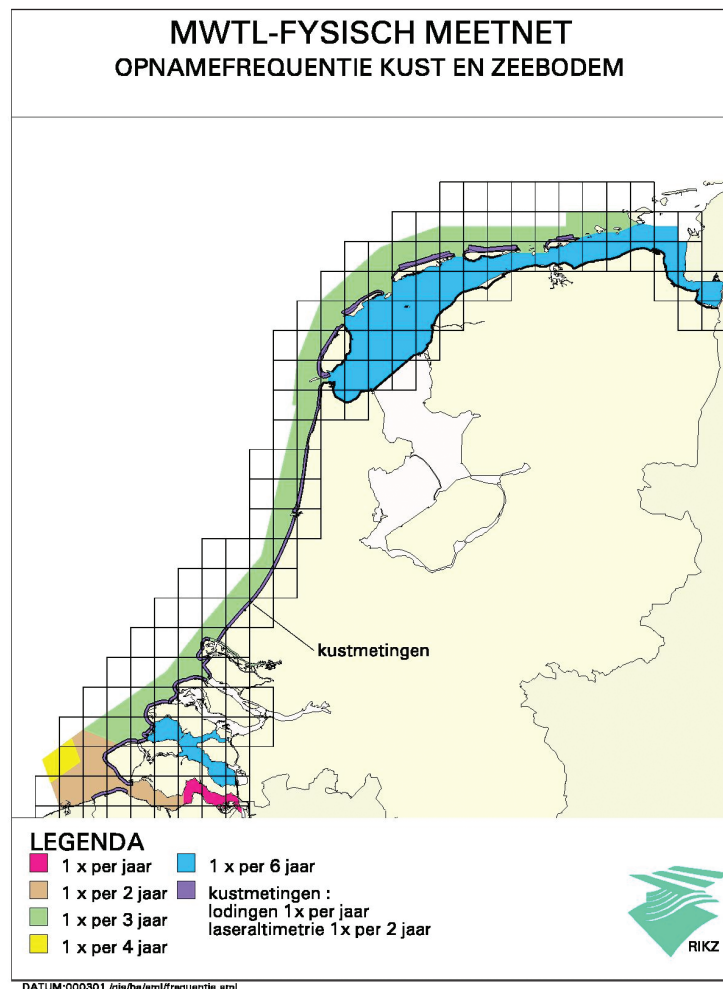 MWTL-FYSISCH MEETNET
OPNAMEFREQUENTIE KUST EN ZEEBODEM
kustmetingen
LEGENDA
1 x per jaar
1 x per 2 jaar
1 x per 3 jaar
1 x per 4 jaar
1 x per 6 jaar
kustmetingen :
lodingen 1x per jaar
laseraltimetrie 1x per 2 jaar
RIKZ
DATUM:000301